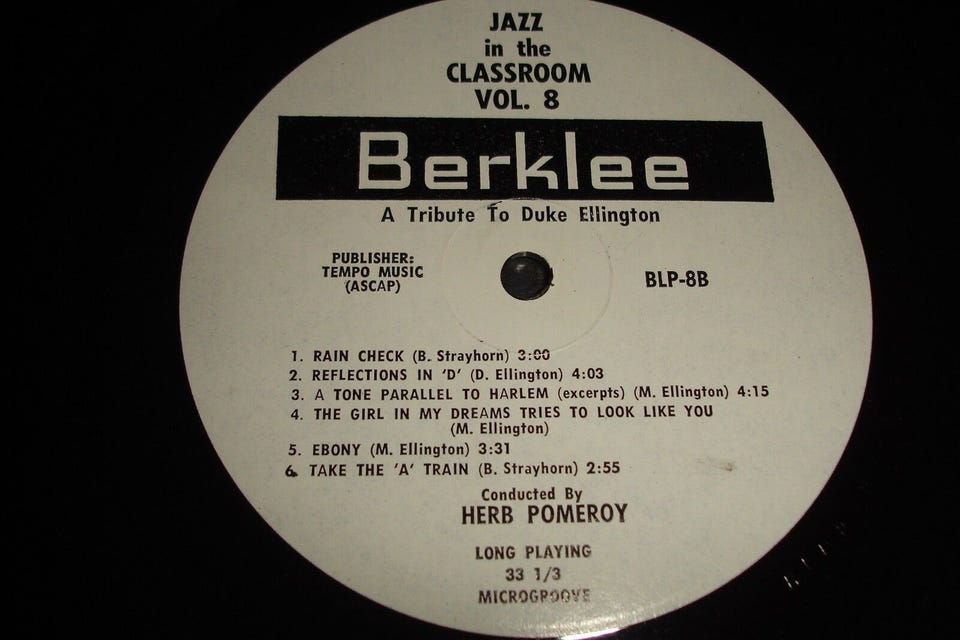 JAZZ
in the
CLASSROOM
VOL. 8
Berklee
A Tribute To Duke Ellington
PUBLISHER:
TEMPO MUSIC
(ASCAP)
BLP-8B
1. RAIN CHECK (B. Strayhorn) 3:00
2. REFLECTIONS IN 'D' (D. Ellington) 4:03
3. A TONE PARALLEL TO HARLEM (excerpts) (M. Ellington) 4:15
4. THE GIRL IN MY DREAMS TRIES TO LOOK LIKE YOU
(M. Ellington)
5. EBONY (M. Ellington) 3:31
6. TAKE THE 'A' TRAIN (B. Strayhorn) 2:55
Conducted By
HERB POMEROY
LONG PLAYING
33 1/3
MICROGROOVE